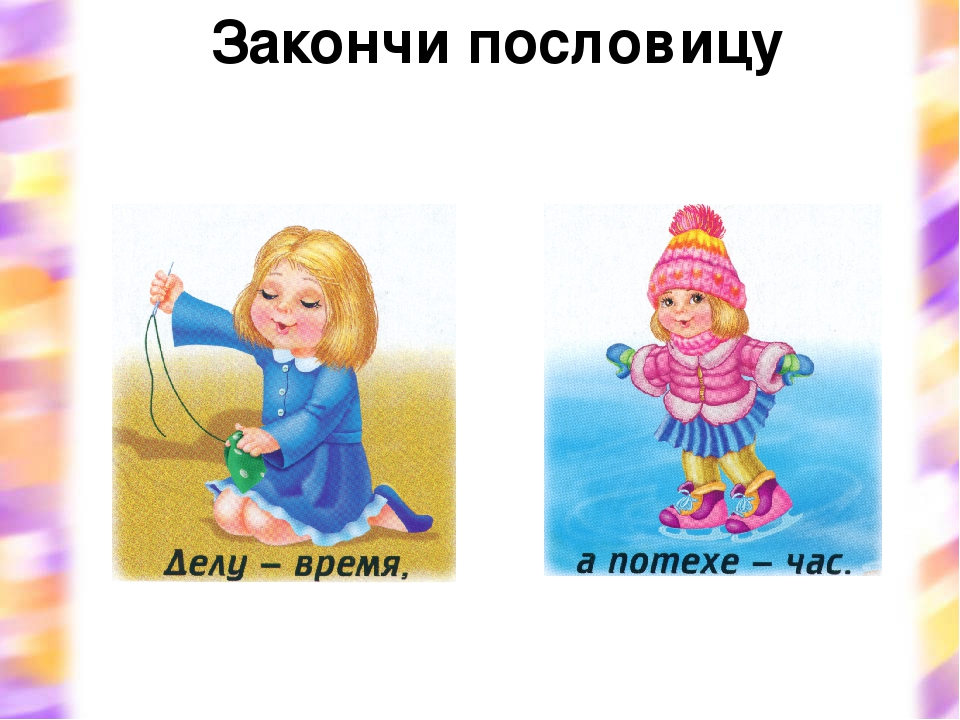 Закончи пословицу
Делу – время,
а потехе – час.